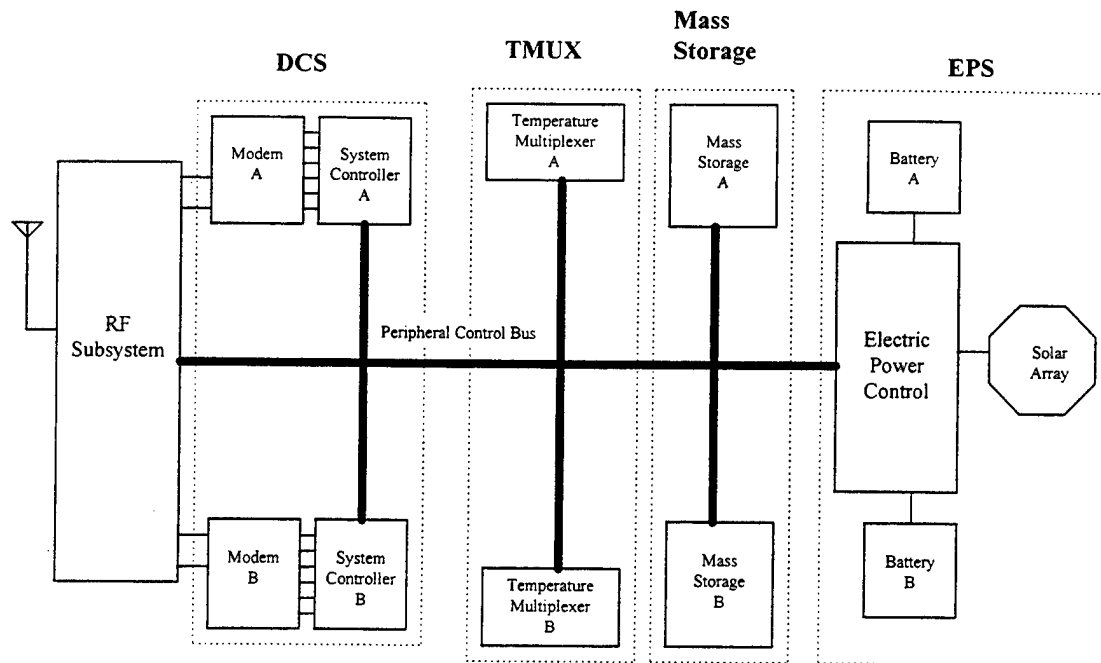 Mass
Storage
DCS
TMUX
EPS
Modem
A
System
Controller
A
Temperature
Multiplexer
A
Mass
Storage
A
Battery
A
RF
Subsystem
Peripheral Control Bus
Electric
Power
Control
Solar
Array
Modem
B
System
Controller
B
Temperature
Multiplexer
B
Mass
Storage
B
Battery
B